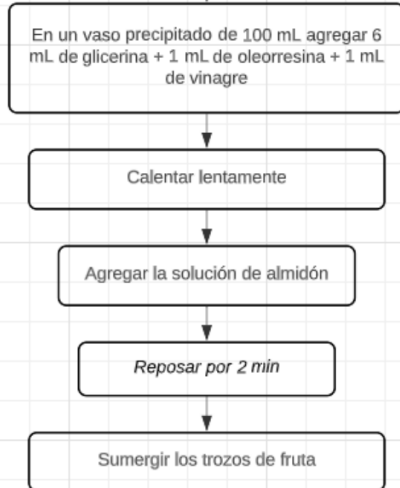 En un vaso precipitado de 100 mL agregar 6
mL de glicerina + 1 mL de oleorresina + 1 mL
de vinagre
Calentar lentamente
Agregar la solución de almidón
Reposar por 2 min
Sumergir los trozos de fruta